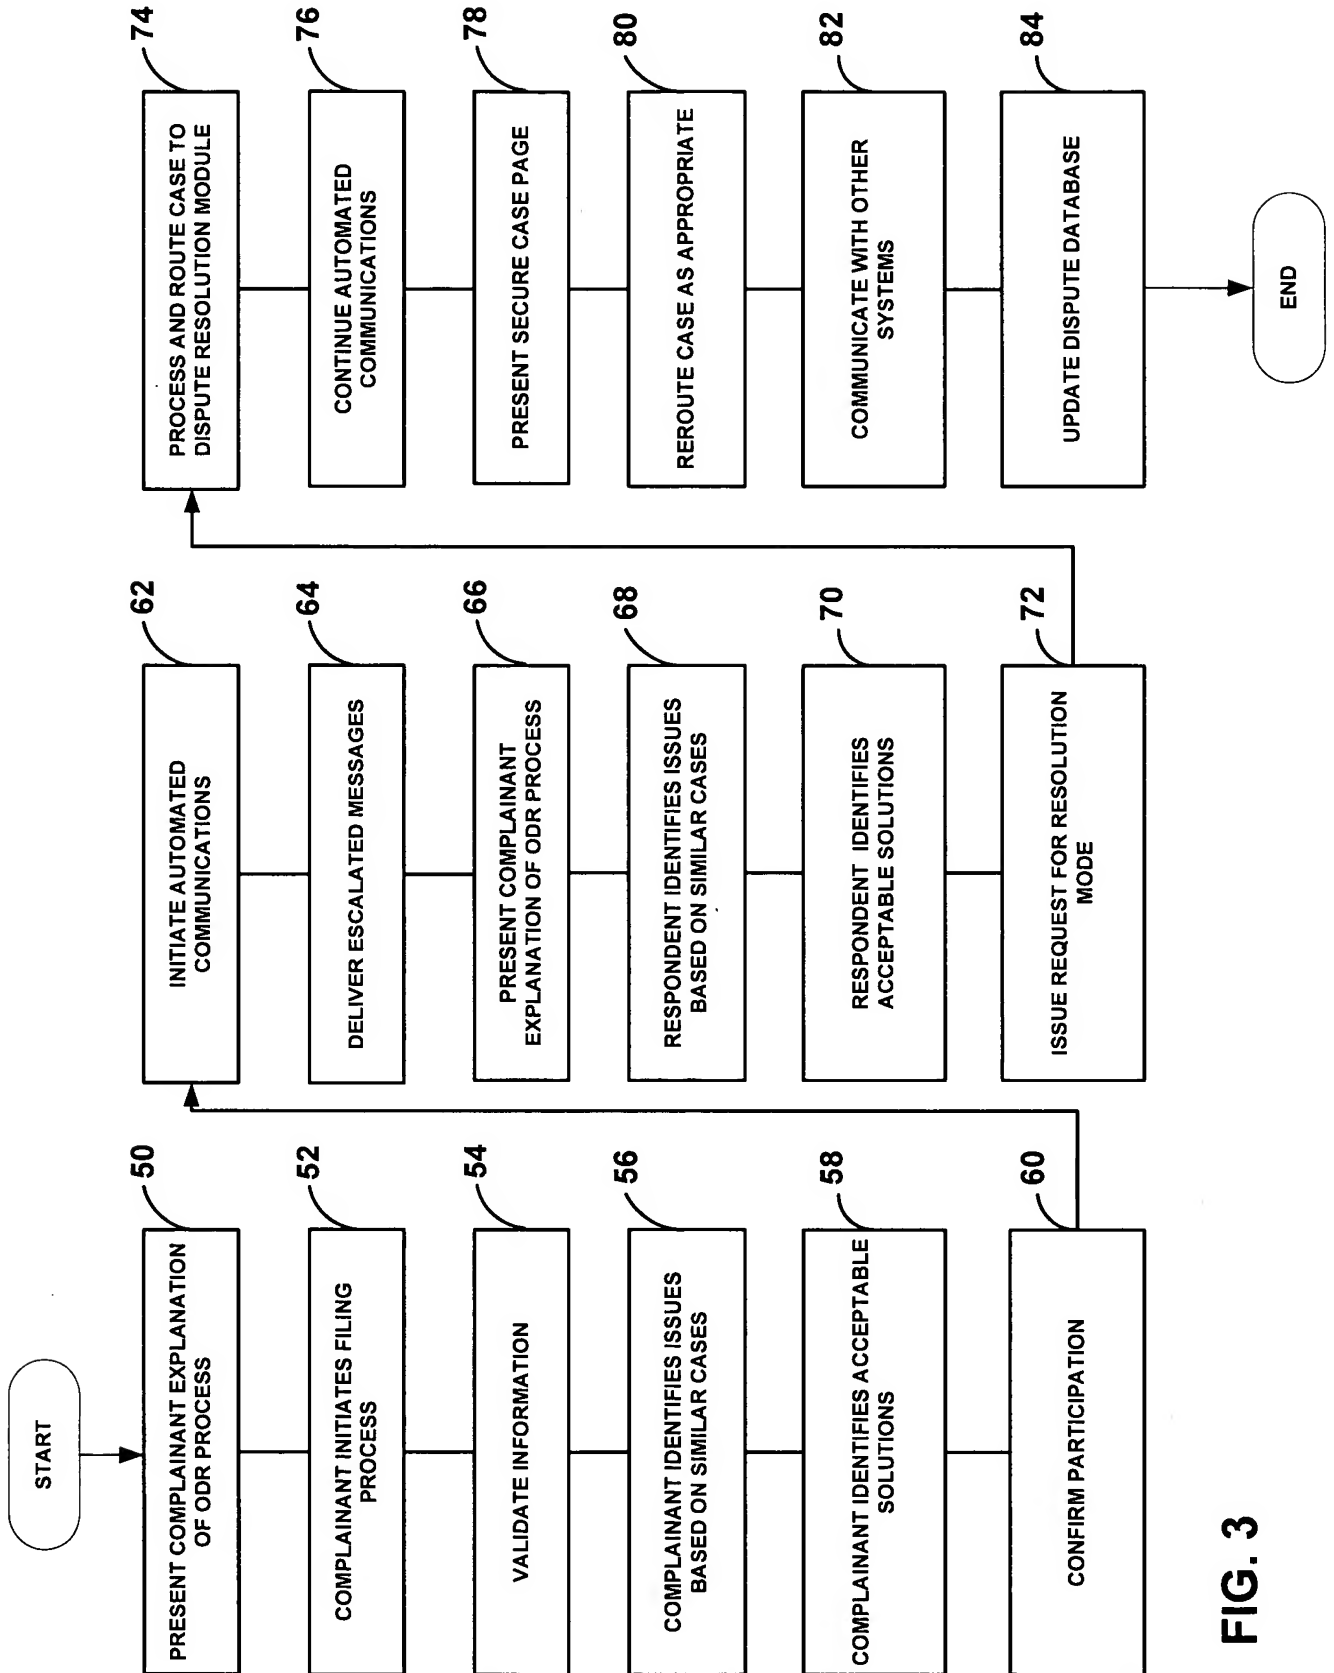 START
PRESENT COMPLAINANT EXPLANATION
OF ODR PROCESS
50
COMPLAINANT INITIATES FILING
PROCESS
52
VALIDATE INFORMATION
54
COMPLAINANT IDENTIFIES ISSUES
BASED ON SIMILAR CASES
56
COMPLAINANT IDENTIFIES ACCEPTABLE
SOLUTIONS
58
CONFIRM PARTICIPATION
60
INITIATE AUTOMATED
COMMUNICATIONS
62
DELIVER ESCALATED MESSAGES
64
PRESENT COMPLAINANT
EXPLANATION OF ODR PROCESS
66
RESPONDENT IDENTIFIES ISSUES
BASED ON SIMILAR CASES
68
RESPONDENT IDENTIFIES
ACCEPTABLE SOLUTIONS
70
ISSUE REQUEST FOR RESOLUTION
MODE
72
PROCESS AND ROUTE CASE TO
DISPUTE RESOLUTION MODULE
74
CONTINUE AUTOMATED
COMMUNICATIONS
76
PRESENT SECURE CASE PAGE
78
REROUTE CASE AS APPROPRIATE
80
COMMUNICATE WITH OTHER
SYSTEMS
82
UPDATE DISPUTE DATABASE
84
END
FIG. 3